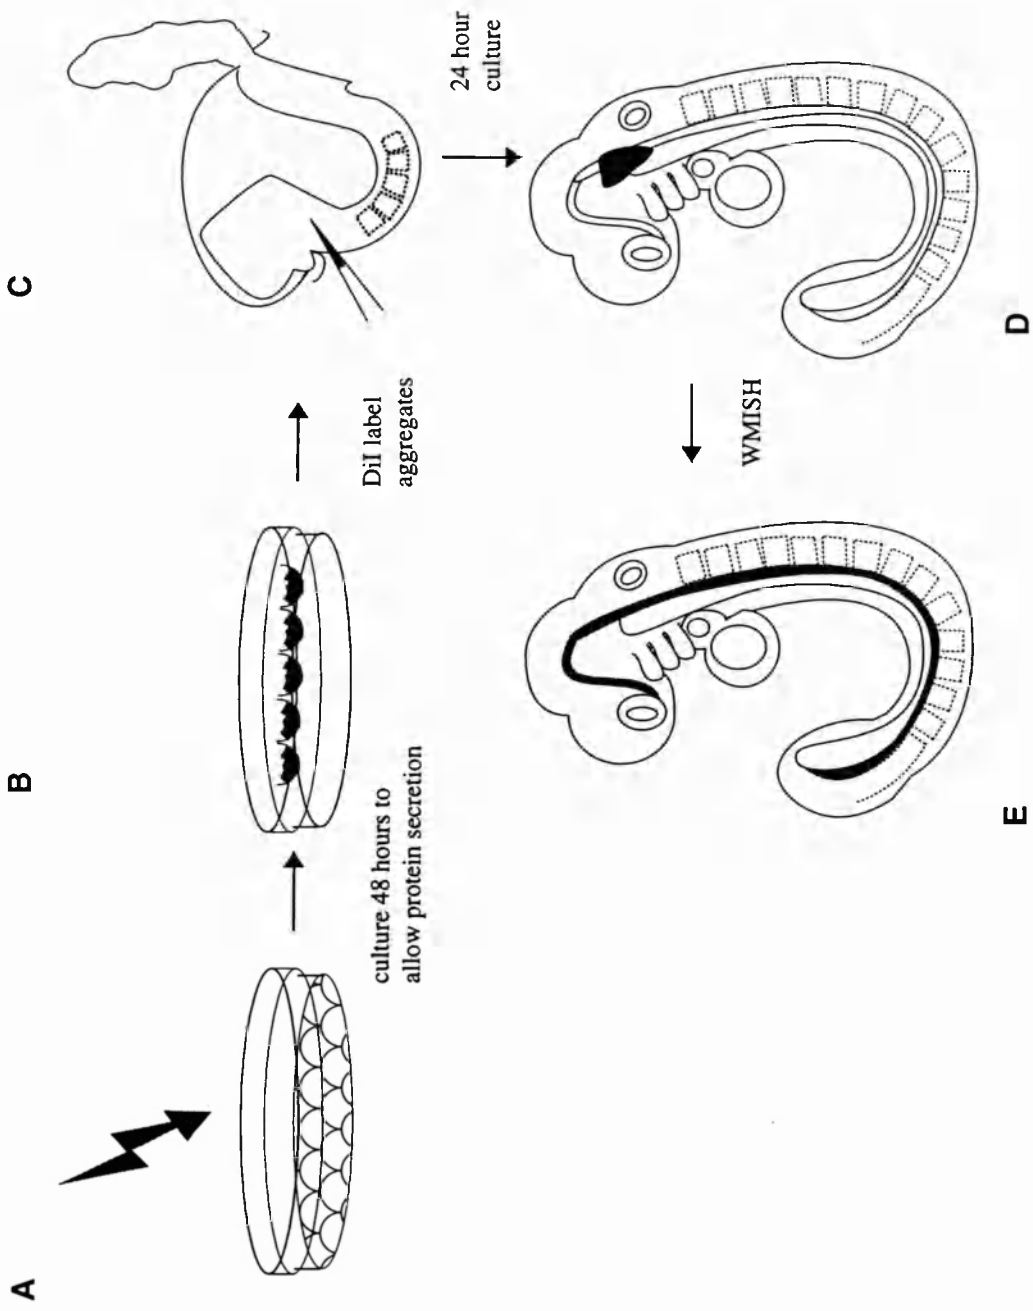 A
B
C
culture 48 hours to
allow protein secretion
DiI label
aggregates
24 hour
culture
WMISH
E
D